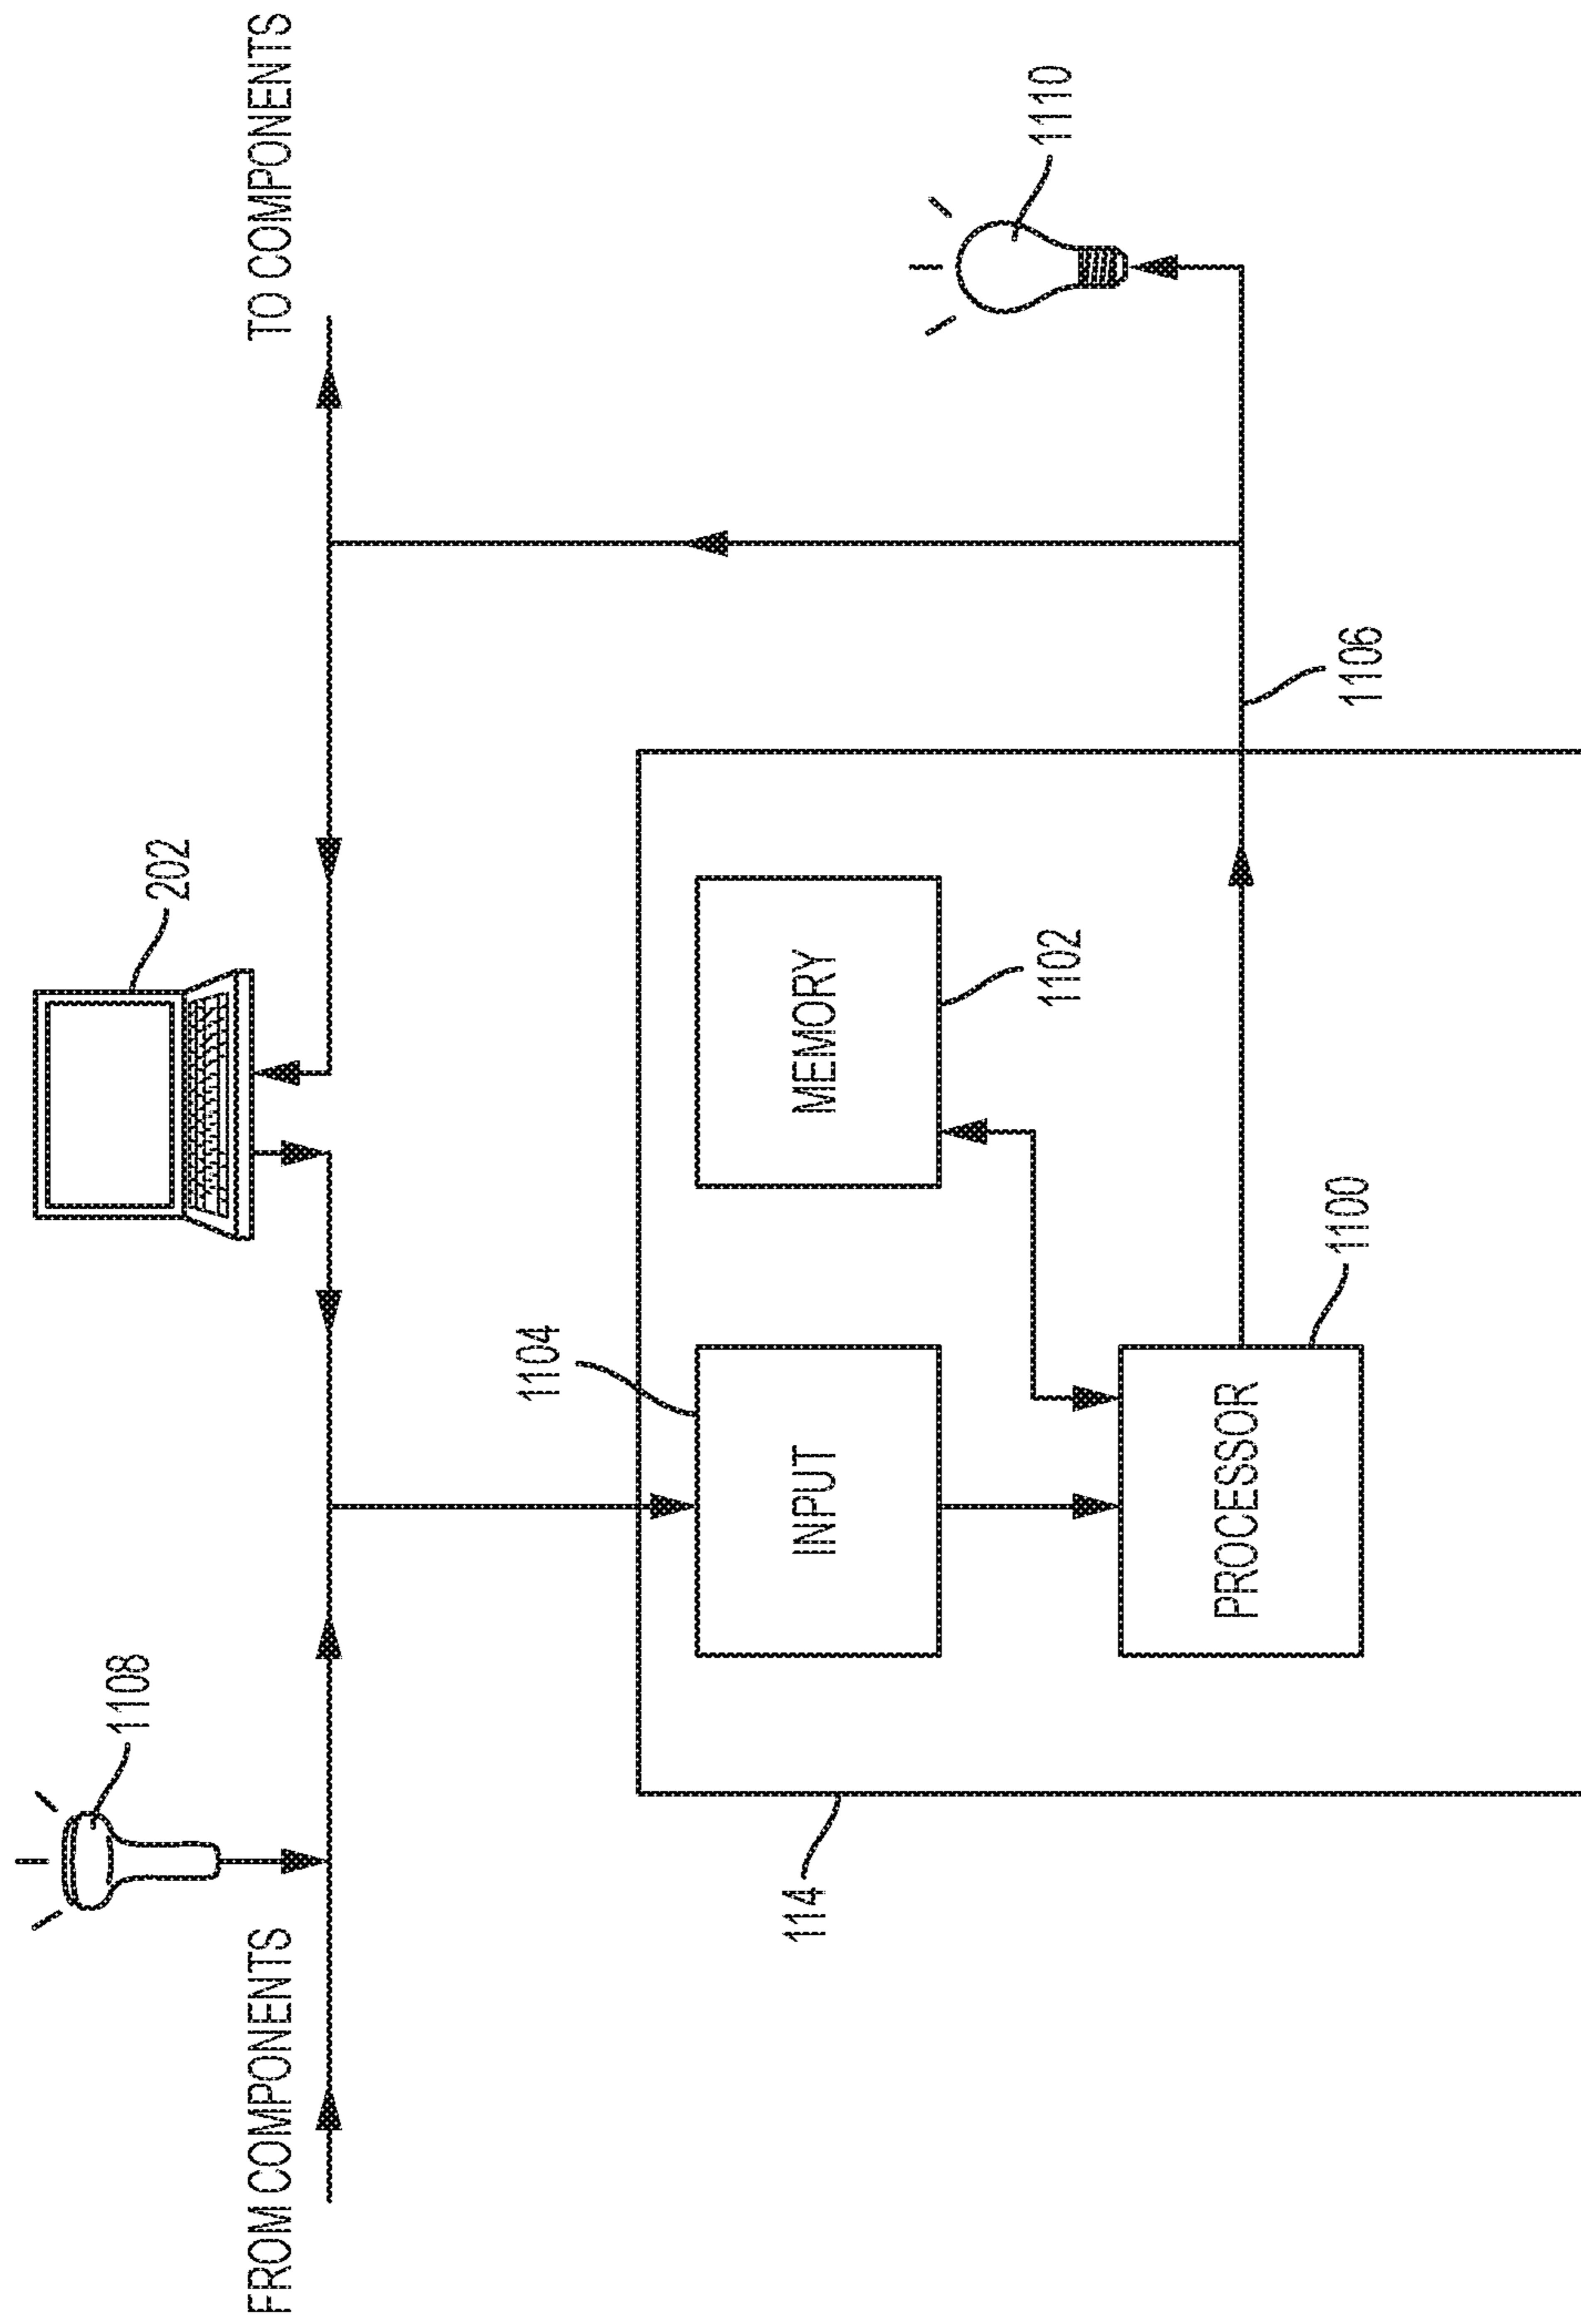 FROM COMPONENTS
1108
202
TO COMPONENTS
1104
114
INPUT
MEMORY
1102
1110
PROCESSOR
1100
1106